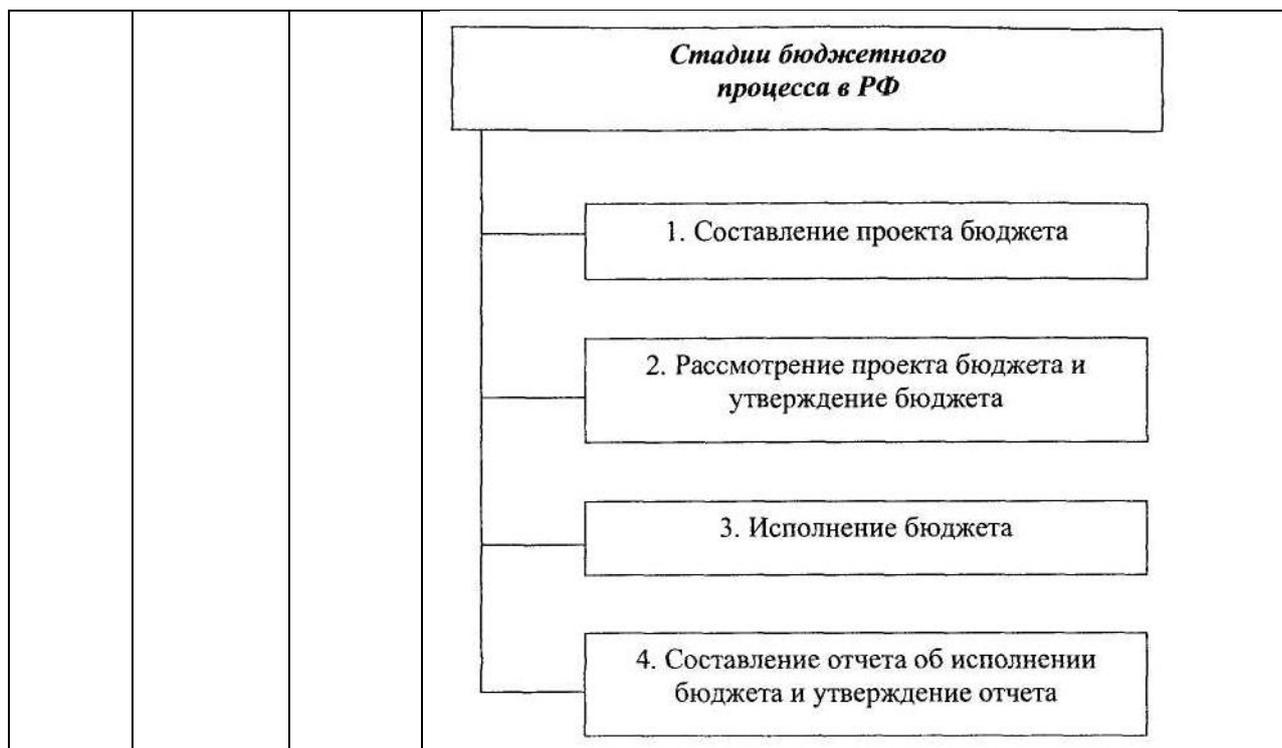 Стадии бюджетного
процесса в РФ
1. Составление проекта бюджета
2. Рассмотрение проекта бюджета и
утверждение бюджета
3. Исполнение бюджета
4. Составление отчета об исполнении
бюджета и утверждение отчета